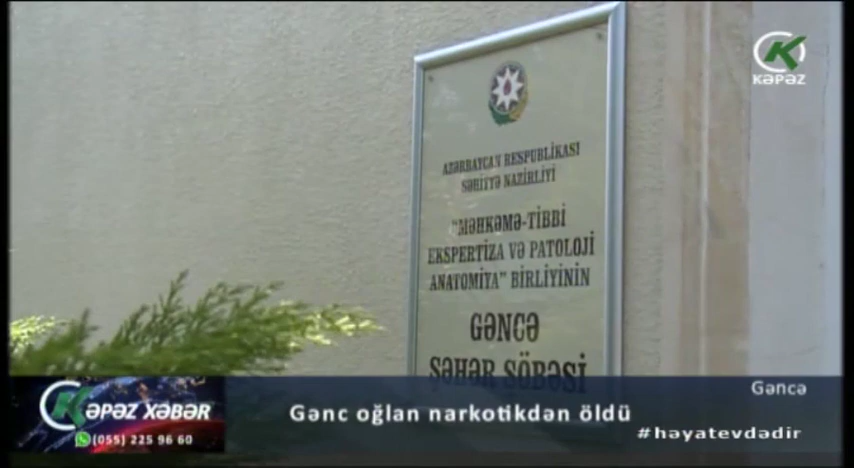 KƏPƏZ
AZƏRBAYCAN RESPUBLİKASI
SƏHİYYƏ NAZİRLİYİ
"MƏHKƏMƏ-TİBBİ
EKSPERTİZA VƏ PATOLOJİ
ANATOMİYA" BİRLİYİNİN
GƏNCƏ
ŞƏHƏR ŞÖBƏSİ
Gəncə
KƏPƏZ XƏBƏR
Gənc oğlan narkotikdən öldü
(055) 225 96 60
#həyatevdədir